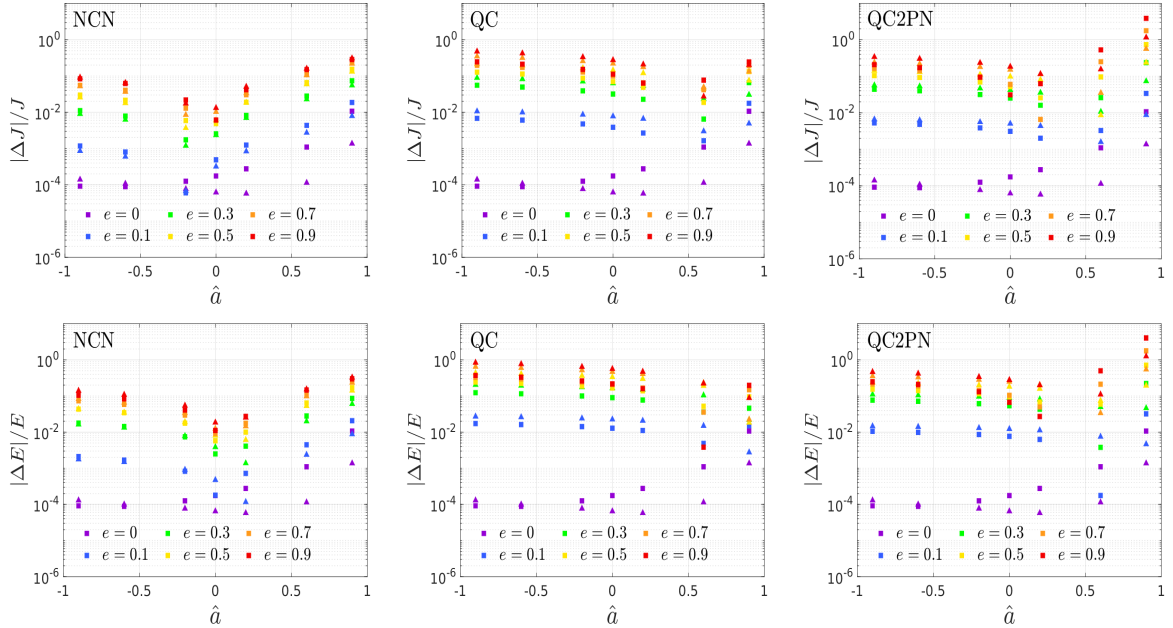 NCN
QC
QC2PN
|ΔJ|/J
10^0
10^-2
10^-4
10^-6
e = 0
e = 0.3
e = 0.7
e = 0.1
e = 0.5
e = 0.9
-1
-0.5
0
0.5
1
â
|ΔJ|/J
10^0
10^-2
10^-4
10^-6
e = 0
e = 0.3
e = 0.7
e = 0.1
e = 0.5
e = 0.9
-1
-0.5
0
0.5
1
â
|ΔJ|/J
10^0
10^-2
10^-4
10^-6
e = 0
e = 0.3
e = 0.7
e = 0.1
e = 0.5
e = 0.9
-1
-0.5
0
0.5
1
â
NCN
QC
QC2PN
|ΔE|/E
10^0
10^-2
10^-4
10^-6
e = 0
e = 0.3
e = 0.7
e = 0.1
e = 0.5
e = 0.9
-1
-0.5
0
0.5
1
â
|ΔE|/E
10^0
10^-2
10^-4
10^-6
e = 0
e = 0.3
e = 0.7
e = 0.1
e = 0.5
e = 0.9
-1
-0.5
0
0.5
1
â
|ΔE|/E
10^0
10^-2
10^-4
10^-6
e = 0
e = 0.3
e = 0.7
e = 0.1
e = 0.5
e = 0.9
-1
-0.5
0
0.5
1
â